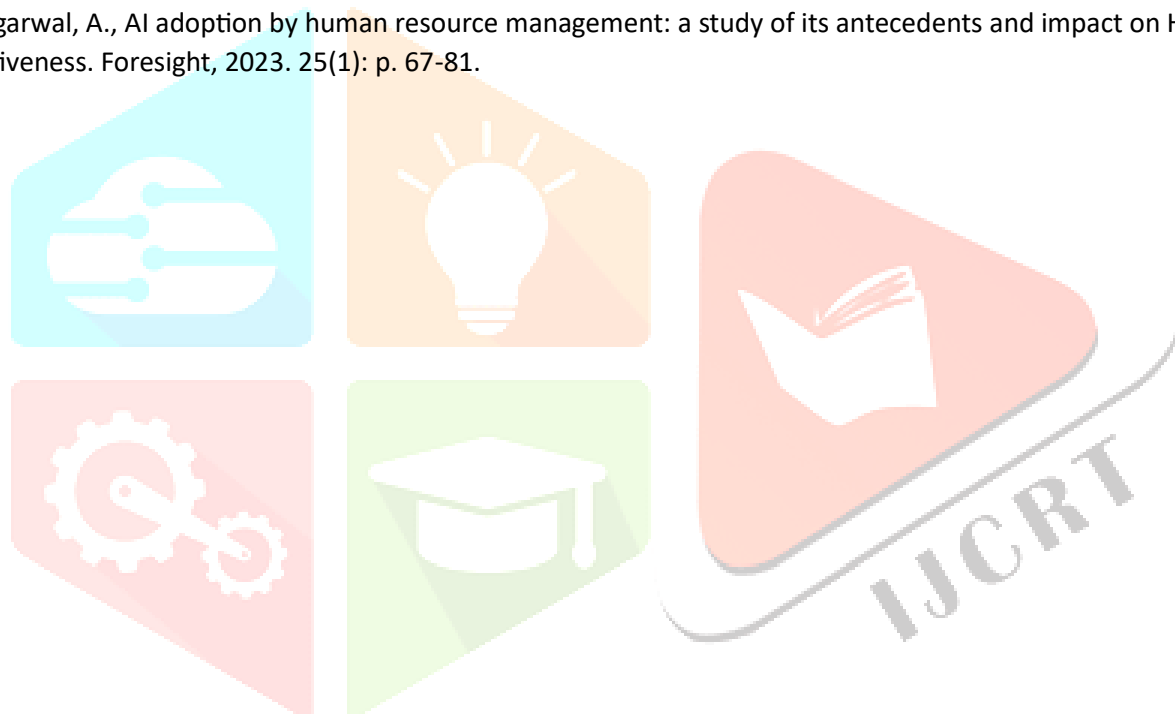 garwal, A., AI adoption by human resource management: a study of its antecedents and impact on H
tiveness. Foresight, 2023. 25(1): p. 67-81.
IJCRT